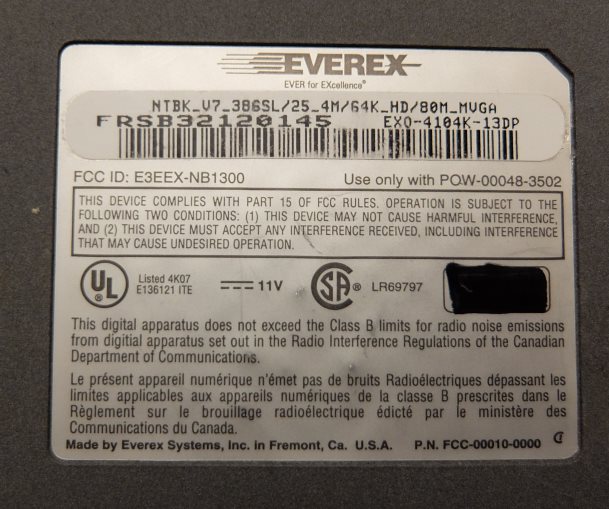 EVEREX
EVER for EXcellence®
NTBK_V7_386SL/25_4M/64K_HD/80M_MVGA
FRSB32120145 EXO-4104K-13DP
FCC ID: E3EEX-NB1300 Use only with POW-00048-3502
THIS DEVICE COMPLIES WITH PART 15 OF FCC RULES. OPERATION IS SUBJECT TO THE
FOLLOWING TWO CONDITIONS: (1) THIS DEVICE MAY NOT CAUSE HARMFUL INTERFERENCE,
AND (2) THIS DEVICE MUST ACCEPT ANY INTERFERENCE RECEIVED, INCLUDING INTERFERENCE
THAT MAY CAUSE UNDESIRED OPERATION.
UL Listed 4K07
E136121 ITE
11V
SA ® LR69797
This digital apparatus does not exceed the Class B limits for radio noise emissions
from digitial apparatus set out in the Radio Interference Regulations of the Canadian
Department of Communications.
Le présent appareil numérique n'émet pas de bruits Radioélectriques dépassant les
limites applicables aux appareils numériques de la classe B prescrites dans le
Règlement sur le brouillage radioélectrique édicté par le ministère des
Communications du Canada.
Made by Everex Systems, Inc. in Fremont, Ca. U.S.A. P.N. FCC-00010-0000